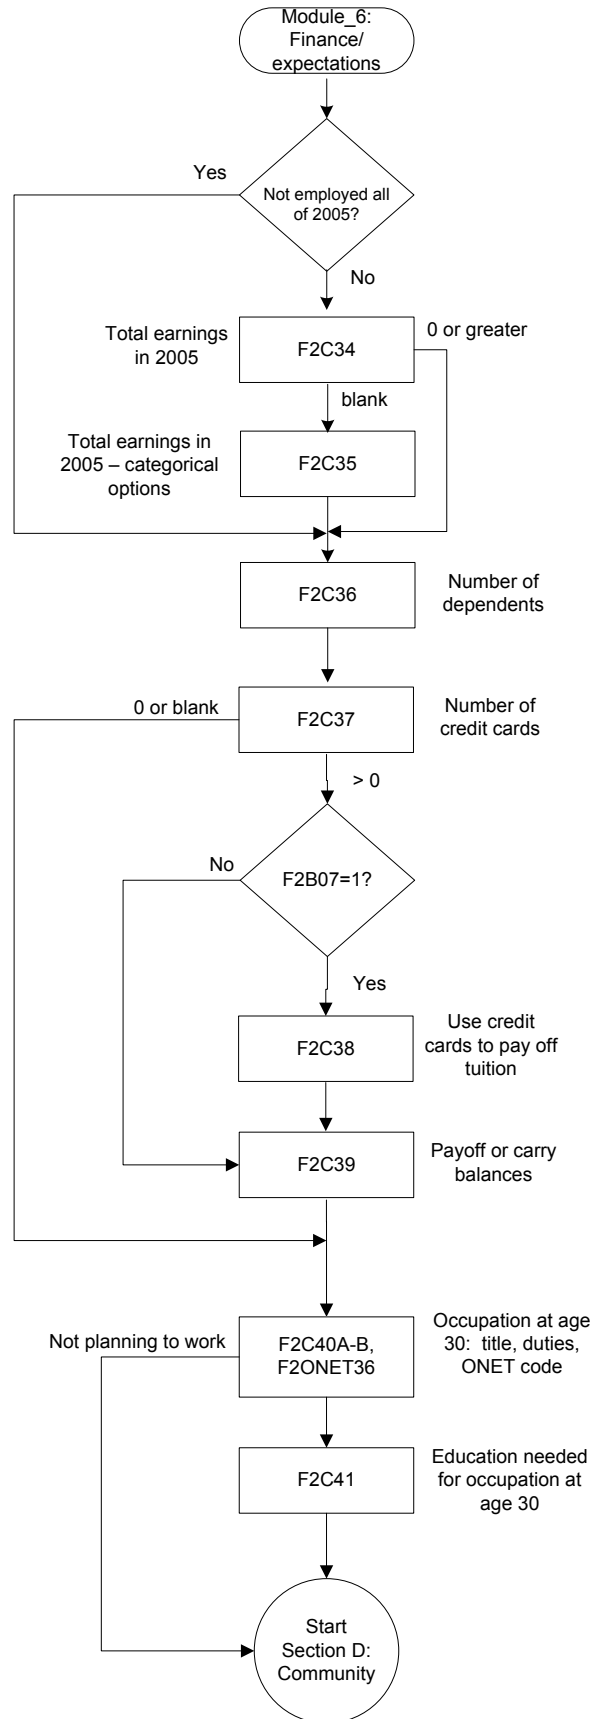 Module_6:
Finance/
expectations
Yes
Not employed all
of 2005?
No
Total earnings
in 2005
F2C34
0 or greater
blank
Total earnings in
2005 – categorical
options
F2C35
F2C36
Number of
dependents
0 or blank
F2C37
Number of
credit cards
> 0
No
F2B07=1?
Yes
F2C38
Use credit
cards to pay off
tuition
F2C39
Payoff or carry
balances
Not planning to work
F2C40A-B,
F2ONET36
Occupation at age
30: title, duties,
ONET code
F2C41
Education needed
for occupation at
age 30
Start
Section D:
Community